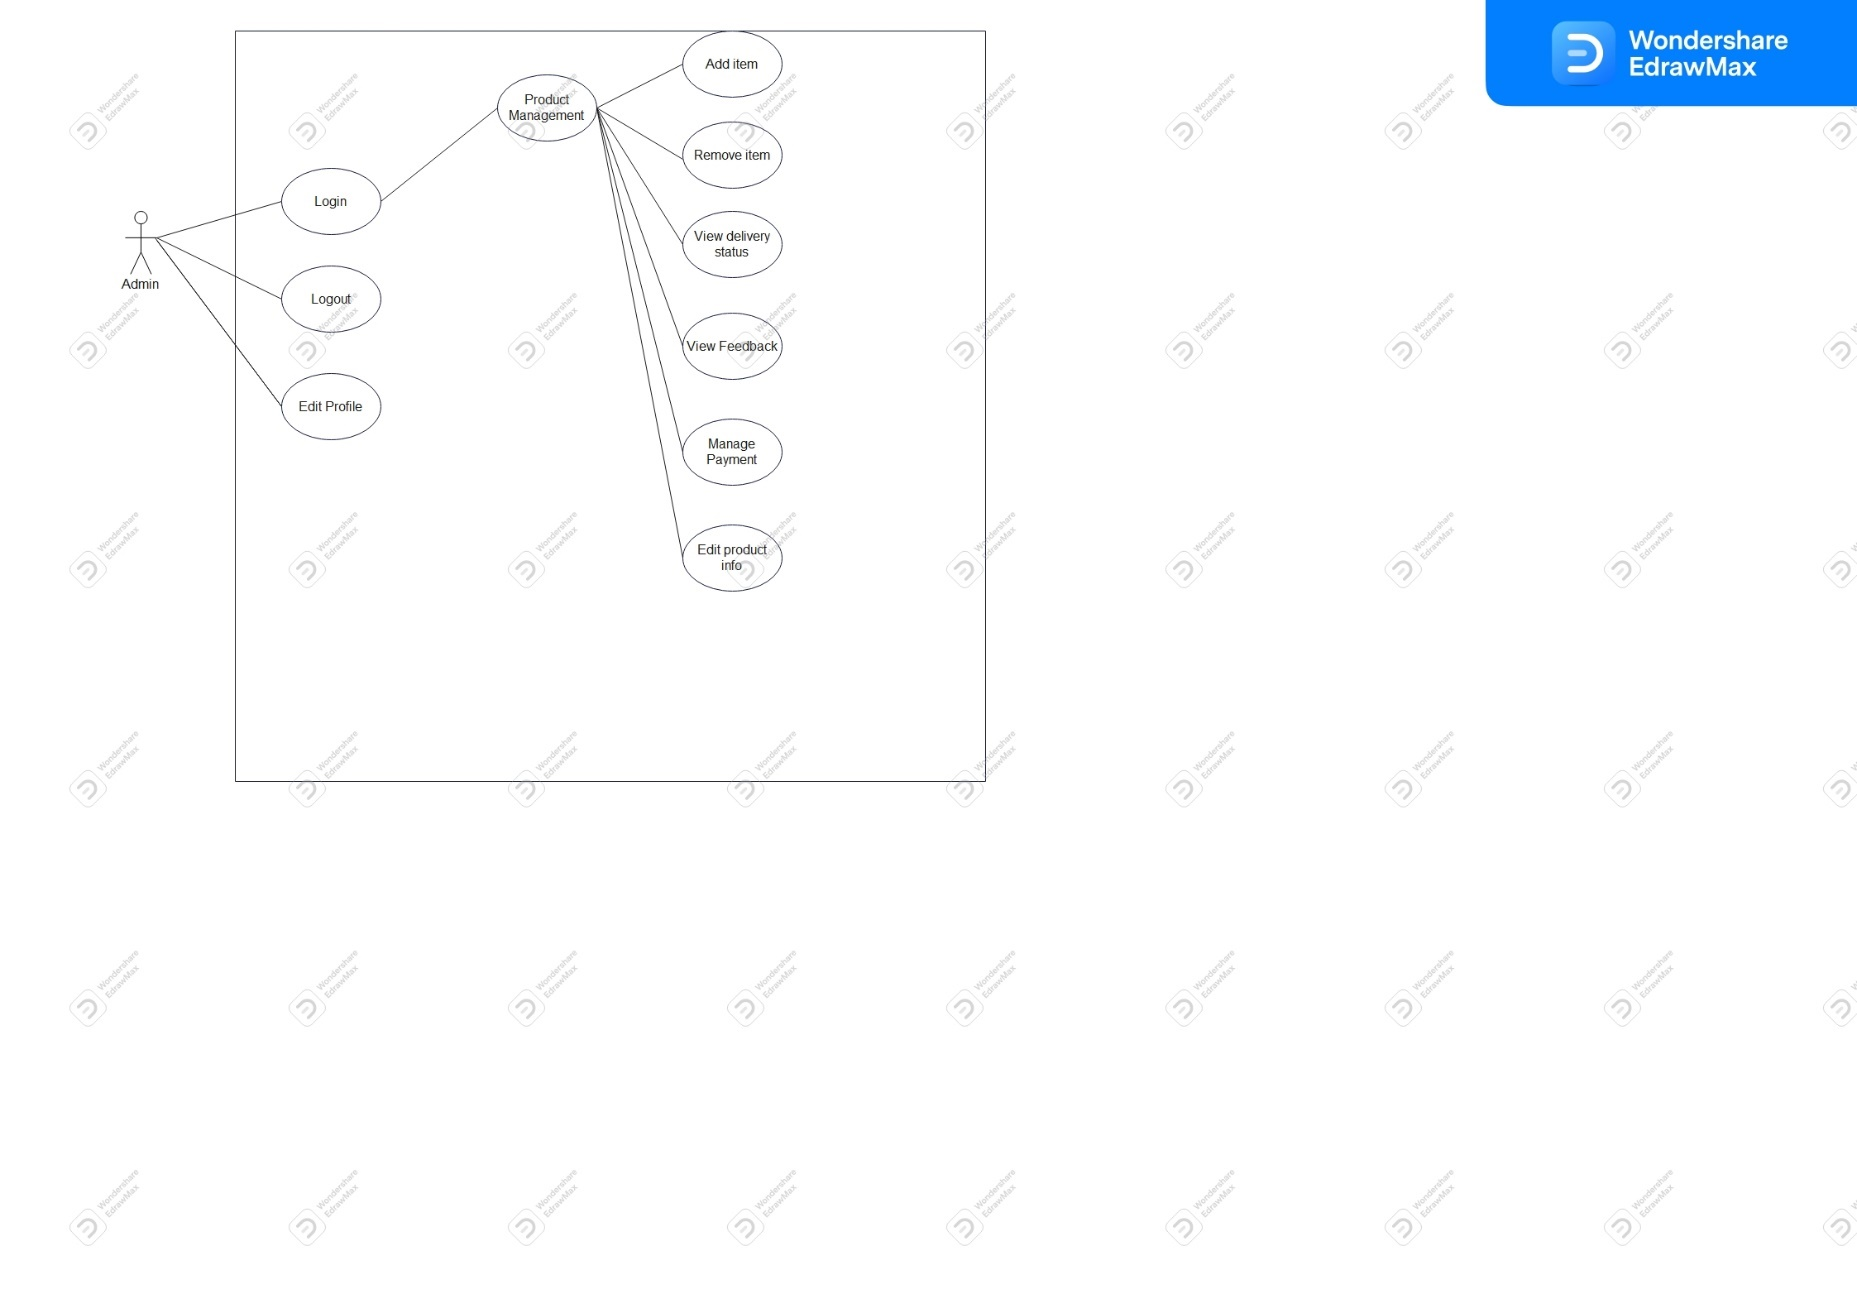 Wondershare
EdrawMax
Add item
Product
Management
Remove item
Login
View delivery
status
Admin
Logout
View Feedback
Edit Profile
Manage
Payment
Edit product
info